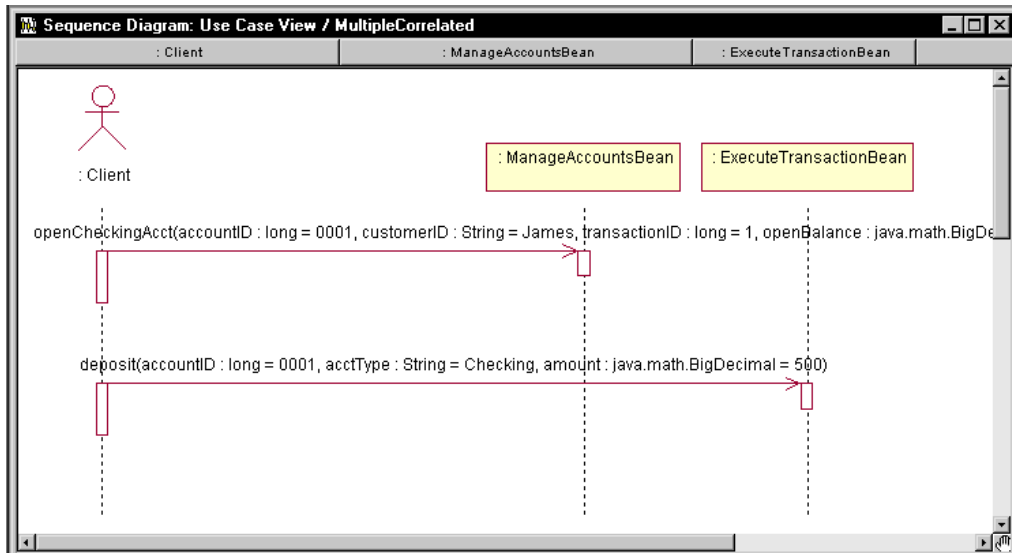 Sequence Diagram: Use Case View / MultipleCorrelated
: Client : ManageAccountsBean : ExecuteTransactionBean
: ManageAccountsBean : ExecuteTransactionBean
: Client
openCheckingAcct(accountID : long = 0001, customerID : String = James, transactionID : long = 1, openBalance : java.math.BigDe
deposit(accountID : long = 0001, acctType : String = Checking, amount : java.math.BigDecimal = 500)